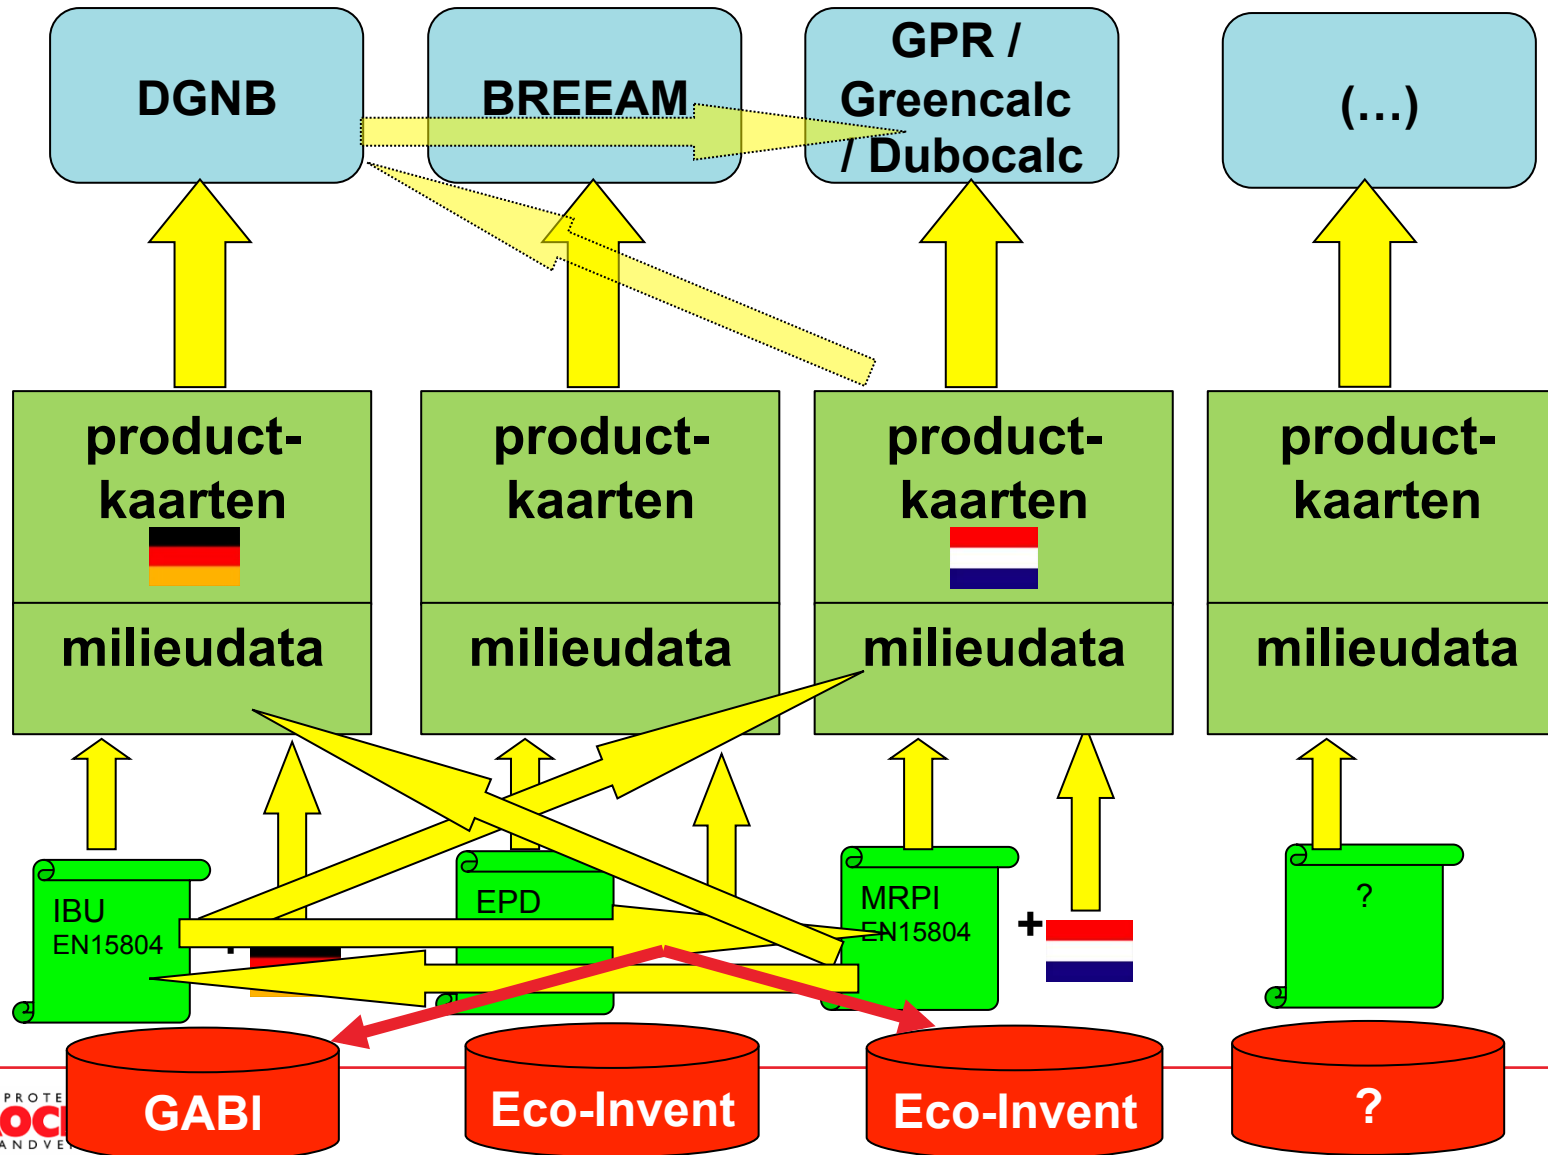 DGNB
BREEAM
GPR /
Greencalc
/ Dubocalc
(...)
product-
kaarten
product-
kaarten
product-
kaarten
product-
kaarten
milieudata
milieudata
milieudata
milieudata
IBU
EN15804
+
EPD
MRPI
EN15804
+
?
GABI
Eco-Invent
Eco-Invent
?